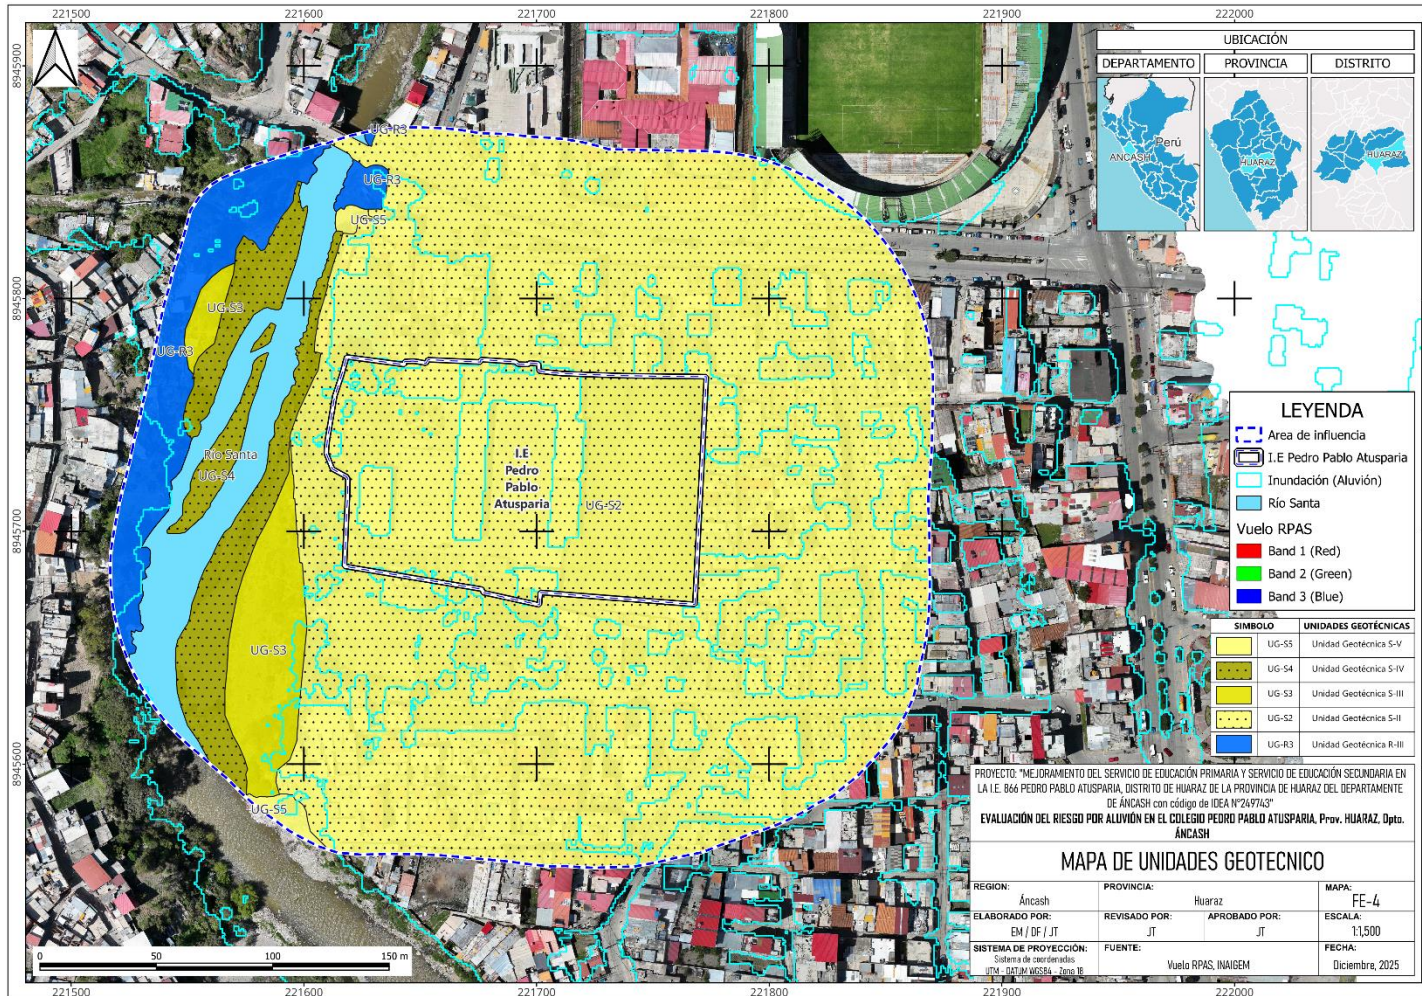 221500
221600
221700
221800
221900
222000
8945900
8945800
8945700
8945600
UBICACIÓN
DEPARTAMENTO
PROVINCIA
DISTRITO
Perú
ANCASH
HUARAZ
HUARAZ
UG-R3
UG-R3
UG-S5
UG-S3
UG-R3
Río Santa
UG-S4
I.E
Pedro
Pablo
Atusparia
UG-S2
UG-S3
UG-S5
LEYENDA
Area de influencia
I.E Pedro Pablo Atusparia
Inundación (Aluvión)
Río Santa
Vuelo RPAS
Band 1 (Red)
Band 2 (Green)
Band 3 (Blue)
SIMBOLO UNIDADES GEOTÉCNICAS
UG-S5 Unidad Geotécnica S-V
UG-S4 Unidad Geotécnica S-IV
UG-S3 Unidad Geotécnica S-III
UG-S2 Unidad Geotécnica S-II
UG-R3 Unidad Geotécnica R-III
PROYECTO: "MEJORAMIENTO DEL SERVICIO DE EDUCACIÓN PRIMARIA Y SERVICIO DE EDUCACIÓN SECUNDARIA EN
LA I.E. 866 PEDRO PABLO ATUSPARIA, DISTRITO DE HUARAZ DE LA PROVINCIA DE HUARAZ DEL DEPARTAMENTE
DE ÁNCASH con código de IDEA N°249743"
EVALUACIÓN DEL RIESGO POR ALUVIÓN EN EL COLEGIO PEDRO PABLO ATUSPARIA, Prov. HUARAZ, Dpto.
ÁNCASH
MAPA DE UNIDADES GEOTECNICO
REGION:
Áncash
PROVINCIA:
Huaraz
MAPA:
FE-4
ELABORADO POR:
EM / DF / JT
REVISADO POR:
JT
APROBADO POR:
JT
ESCALA:
1:1,500
SISTEMA DE PROYECCIÓN:
Sistema de coordenadas
UTM - DATUM WGS84 - Zona 18
FUENTE:
Vuelo RPAS, INAIGEM
FECHA:
Diciembre, 2025
0 50 100 150 m
221500
221600
221700
221800
221900
222000